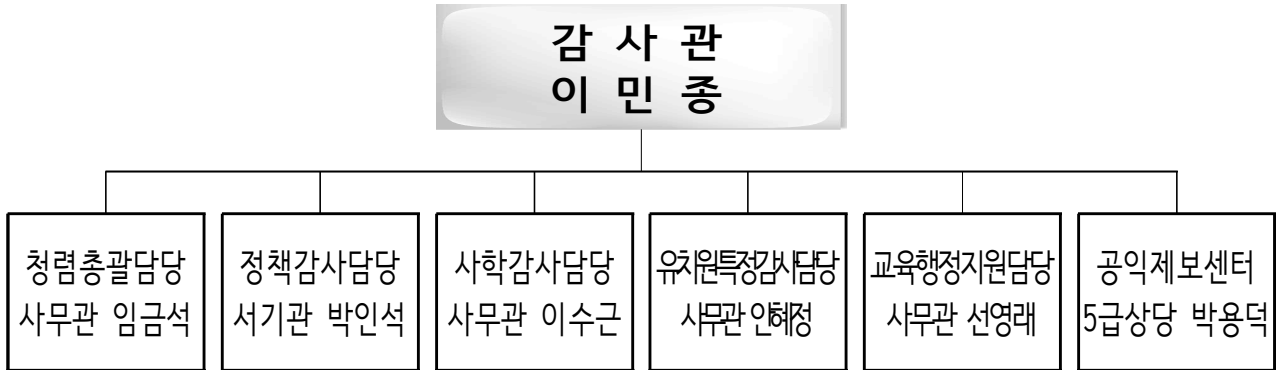 감 사 관
이 민 종
청렴총괄담당
사무관 임금석
정책감사담당
서기관 박인석
사학감사담당
사무관 이수근
유치원특정감사담당
사무관 안혜정
교육행정지원담당
사무관 선영래
공익제보센터
5급상당 박용덕